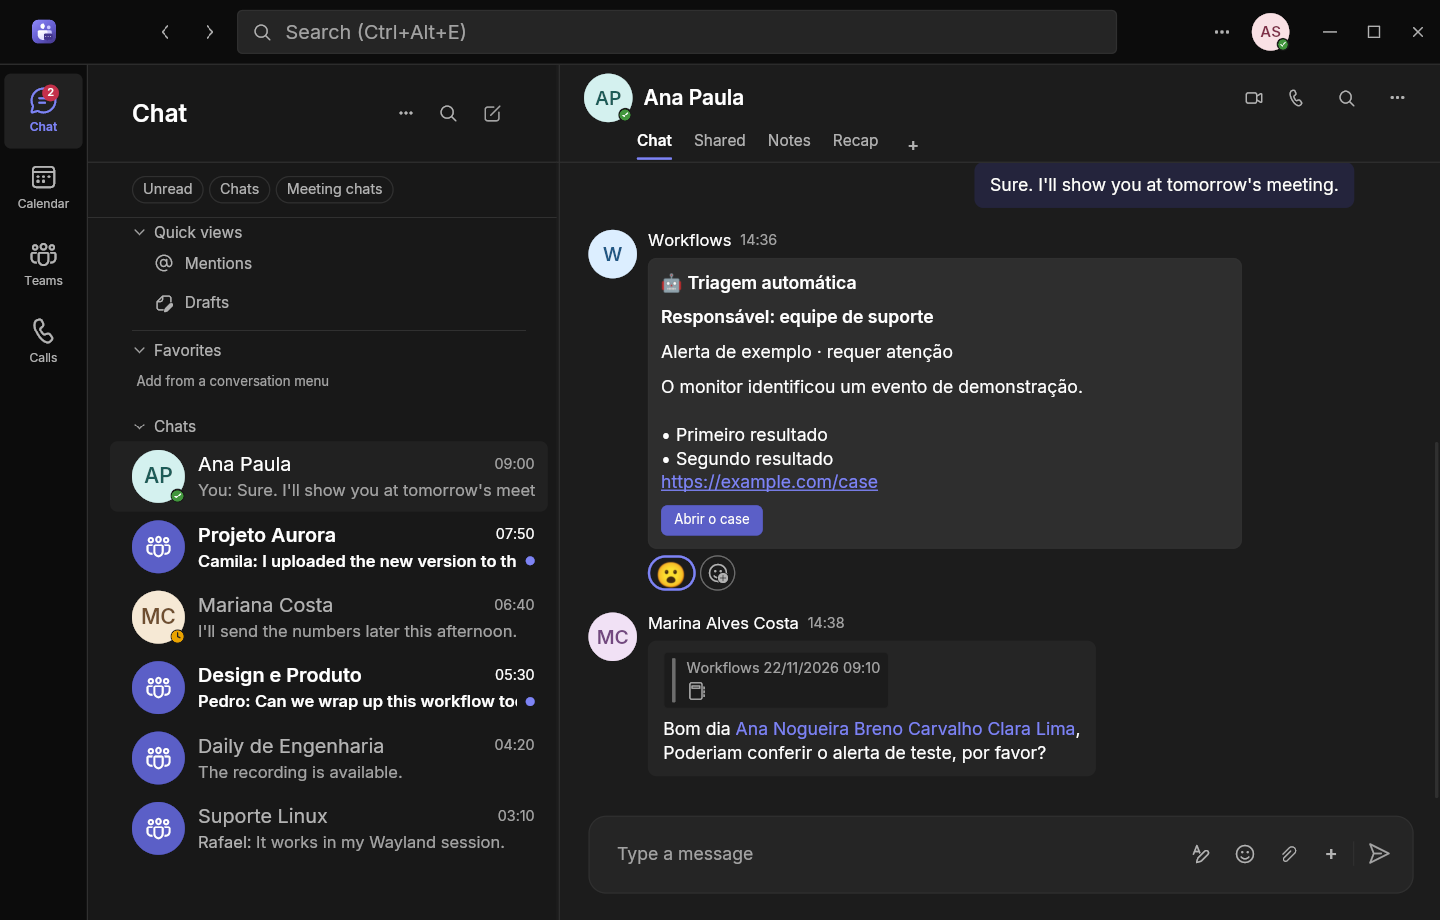 Search (Ctrl+Alt+E)
AS
2
Chat
Calendar
Teams
Calls
Chat
Unread
Chats
Meeting chats
Quick views
Mentions
Drafts
Favorites
Add from a conversation menu
Chats
AP
Ana Paula 09:00
You: Sure. I'll show you at tomorrow's meet
Projeto Aurora 07:50
Camila: I uploaded the new version to th
MC
Mariana Costa 06:40
I'll send the numbers later this afternoon.
Design e Produto 05:30
Pedro: Can we wrap up this workflow to
Daily de Engenharia 04:20
The recording is available.
Suporte Linux 03:10
Rafael: It works in my Wayland session.
AP
Ana Paula
Chat Shared Notes Recap +
Sure. I'll show you at tomorrow's meeting.
W
Workflows 14:36
🤖 Triagem automática
Responsável: equipe de suporte
Alerta de exemplo · requer atenção
O monitor identificou um evento de demonstração.
• Primeiro resultado
• Segundo resultado
https://example.com/case
Abrir o case
MC
Marina Alves Costa 14:38
Workflows 22/11/2026 09:10
Bom dia Ana Nogueira Breno Carvalho Clara Lima,
Poderiam conferir o alerta de teste, por favor?
Type a message